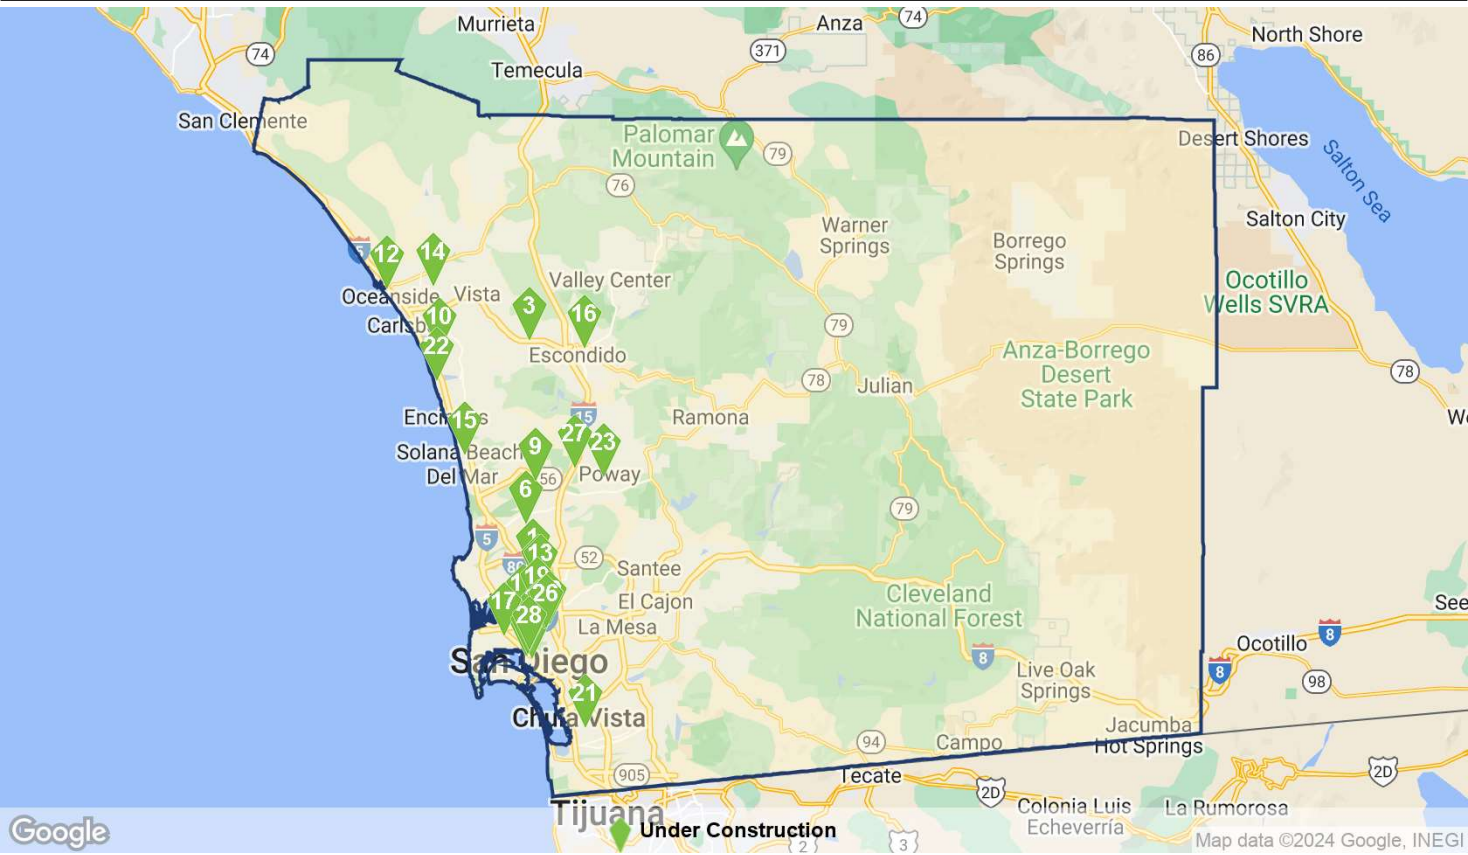 Murrieta
Anza
74
North Shore
371
86
74
Temecula
San Clemente
Palomar
Mountain
79
Desert Shores
Salton Sea
76
Warner
Springs
Salton City
Borrego
Springs
5
12
14
Valley Center
Ocotillo
Wells SVRA
Oceanside
Vista
3
16
10
79
22
Escondido
Anza-Borrego
Desert
State Park
78
78
Julian
15
15
Ramona
27
23
9
Solana Beach
Del Mar
56
Poway
6
79
5
1
13
52
Santee
19
26
17
28
El Cajon
Cleveland
National Forest
La Mesa
8
Ocotillo
8
8
San Diego
Live Oak
Springs
98
21
Chula Vista
Jacumba
Hot Springs
94
Campo
905
Tecate
2D
2D
Tijuana
Colonia Luis
Echeverría
La Rumorosa
Google
Under Construction
2
3
Map data ©2024 Google, INEGI